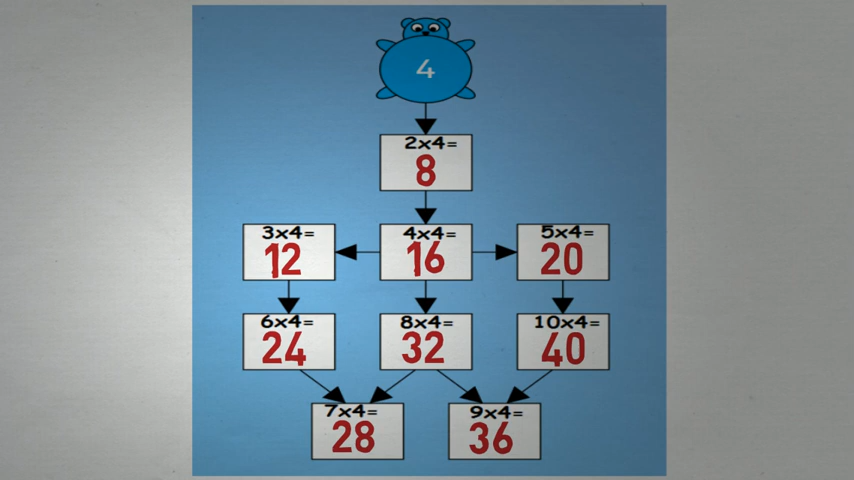 4
2x4=
8
3x4=
12
4x4=
16
5x4=
20
6x4=
24
8x4=
32
10x4=
40
7x4=
28
9x4=
36